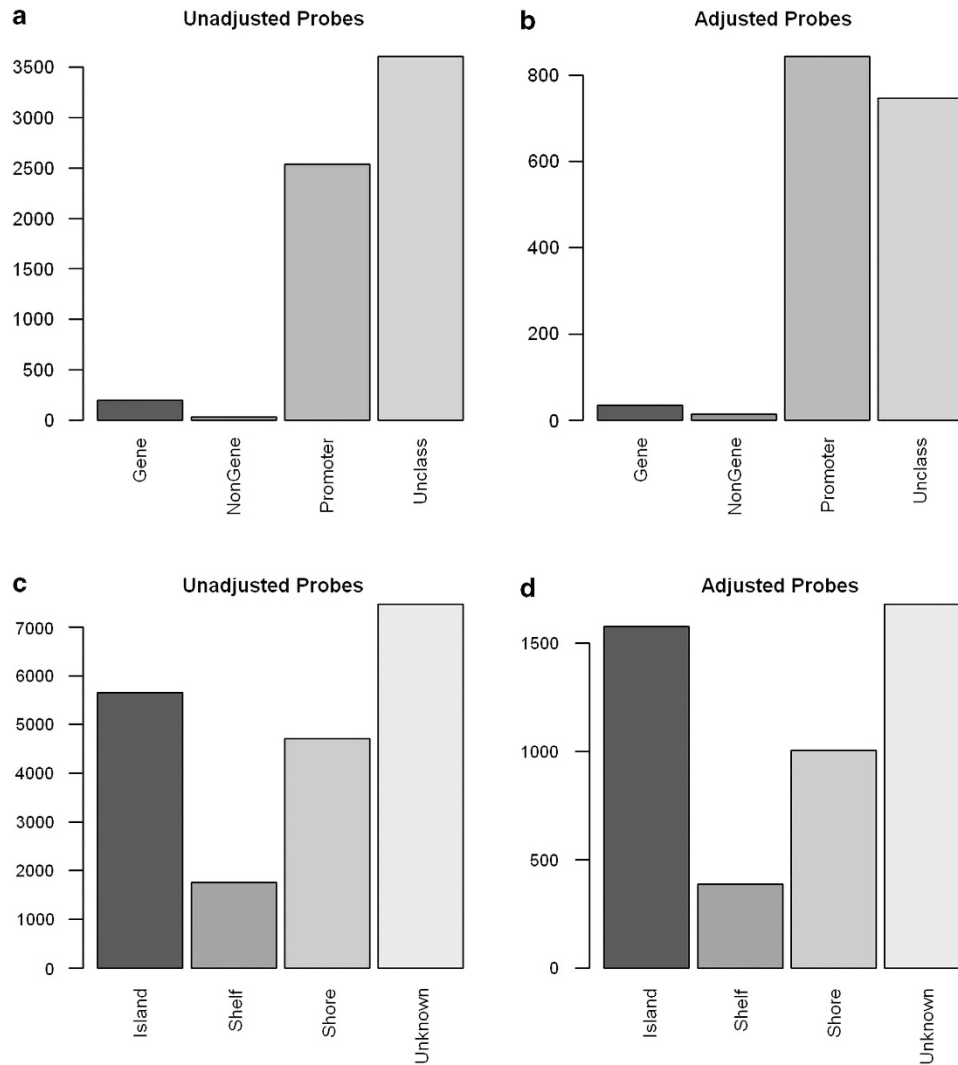 a
Unadjusted Probes
3500
3000
2500
2000
1500
1000
500
0
Gene
NonGene
Promoter
Unclass
b
Adjusted Probes
800
600
400
200
0
Gene
NonGene
Promoter
Unclass
c
Unadjusted Probes
7000
6000
5000
4000
3000
2000
1000
0
Island
Shelf
Shore
Unknown
d
Adjusted Probes
1500
1000
500
0
Island
Shelf
Shore
Unknown